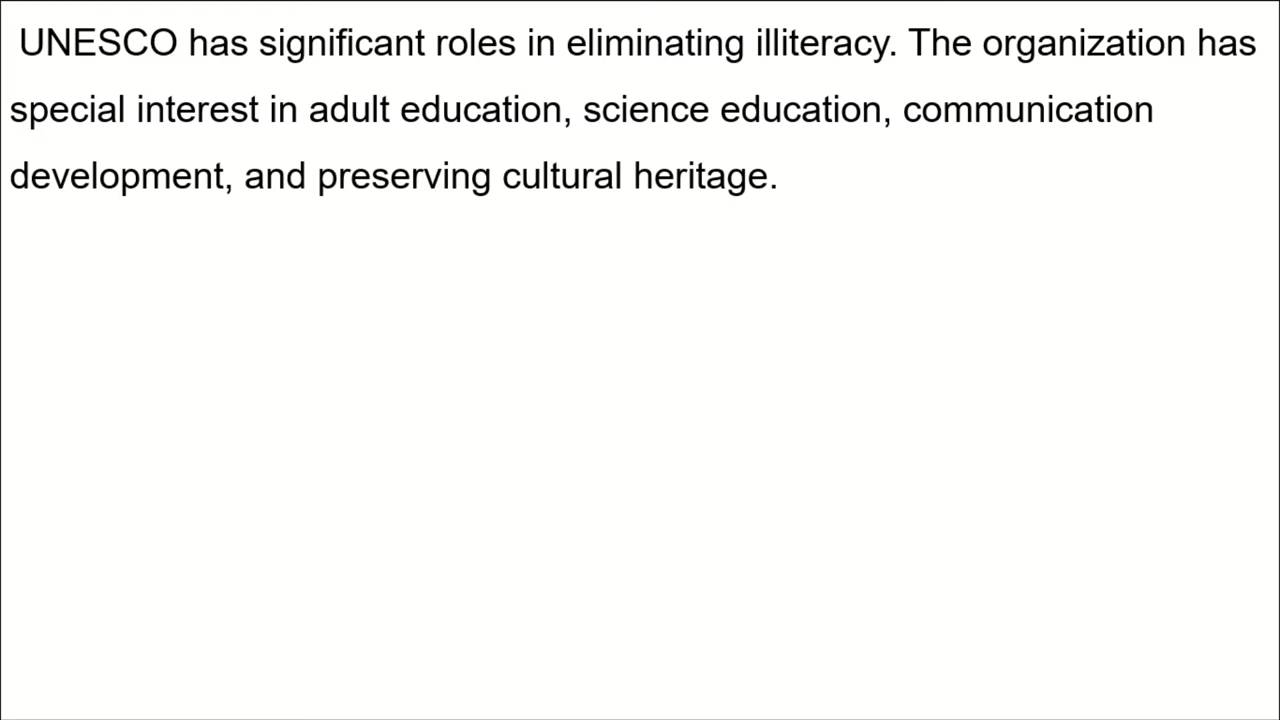 UNESCO has significant roles in eliminating illiteracy. The organization has
special interest in adult education, science education, communication
development, and preserving cultural heritage.